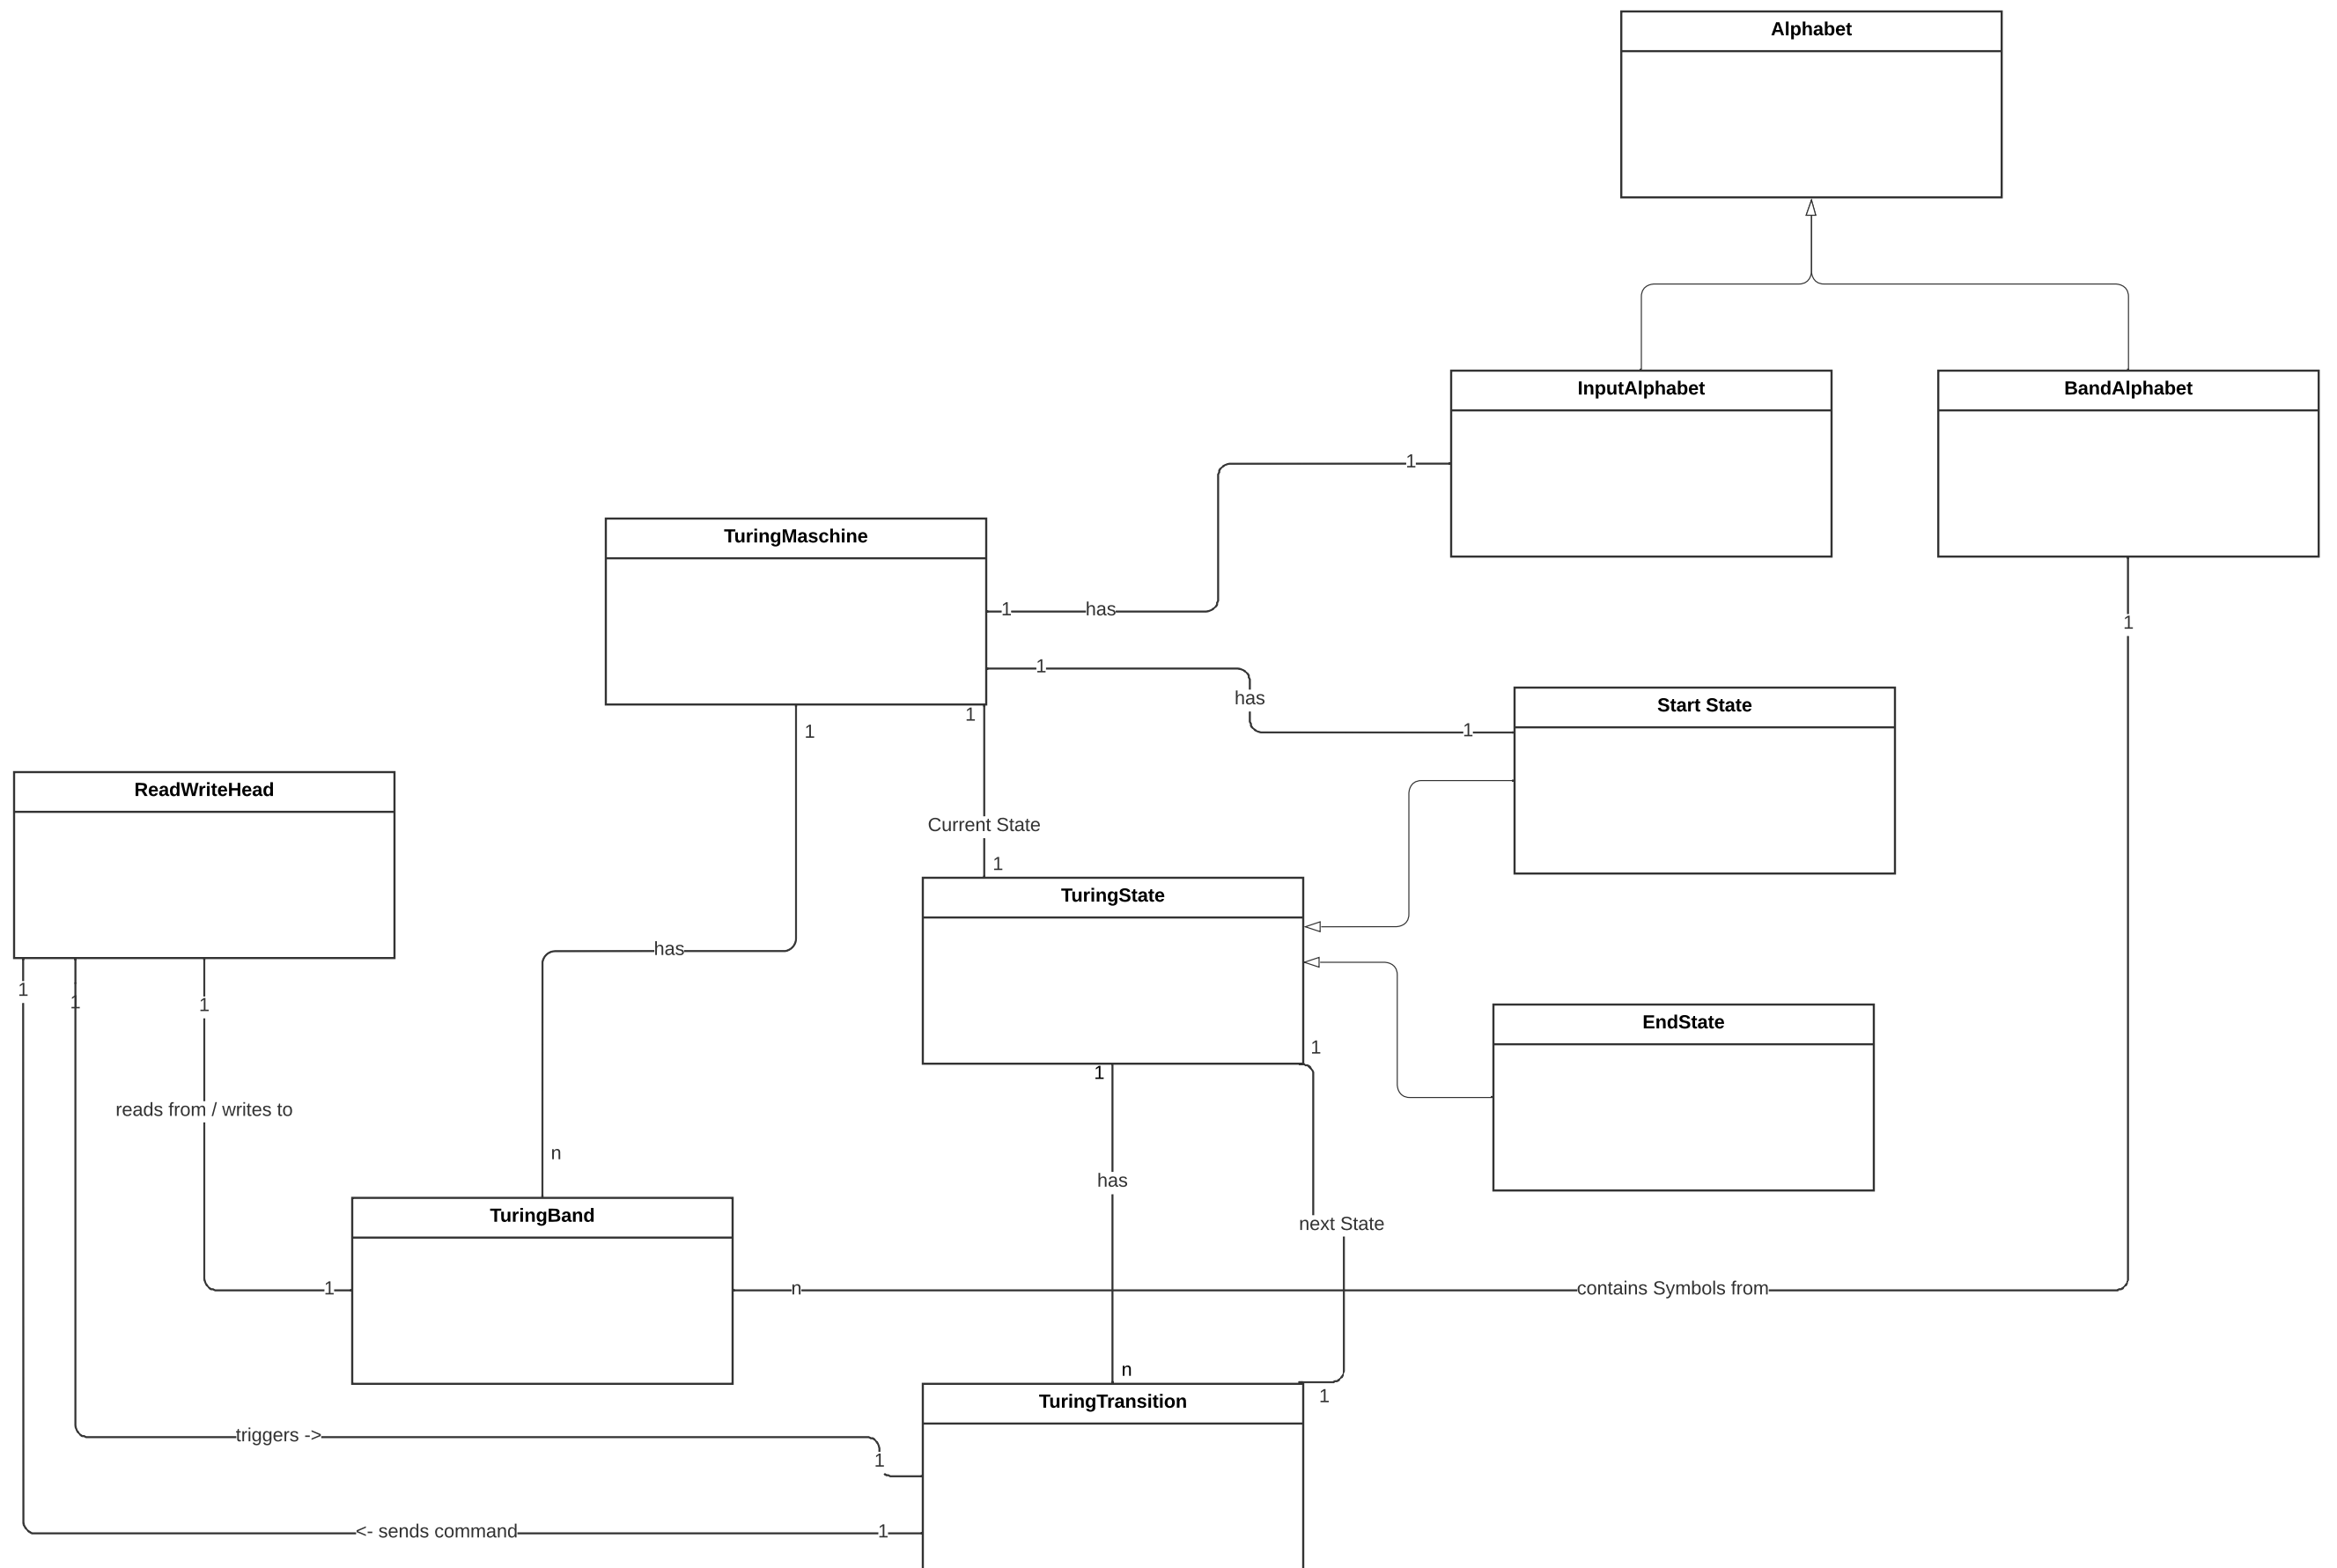 Alphabet
InputAlphabet
BandAlphabet
1
TuringMaschine
1
has
1
1
has
Start State
1
1
1
ReadWriteHead
Current State
1
TuringState
has
1
1
1
EndState
1
1
reads from / writes to
n
has
TuringBand
next State
1
n
contains Symbols from
n
1
TuringTransition
triggers ->
1
<- sends command
1